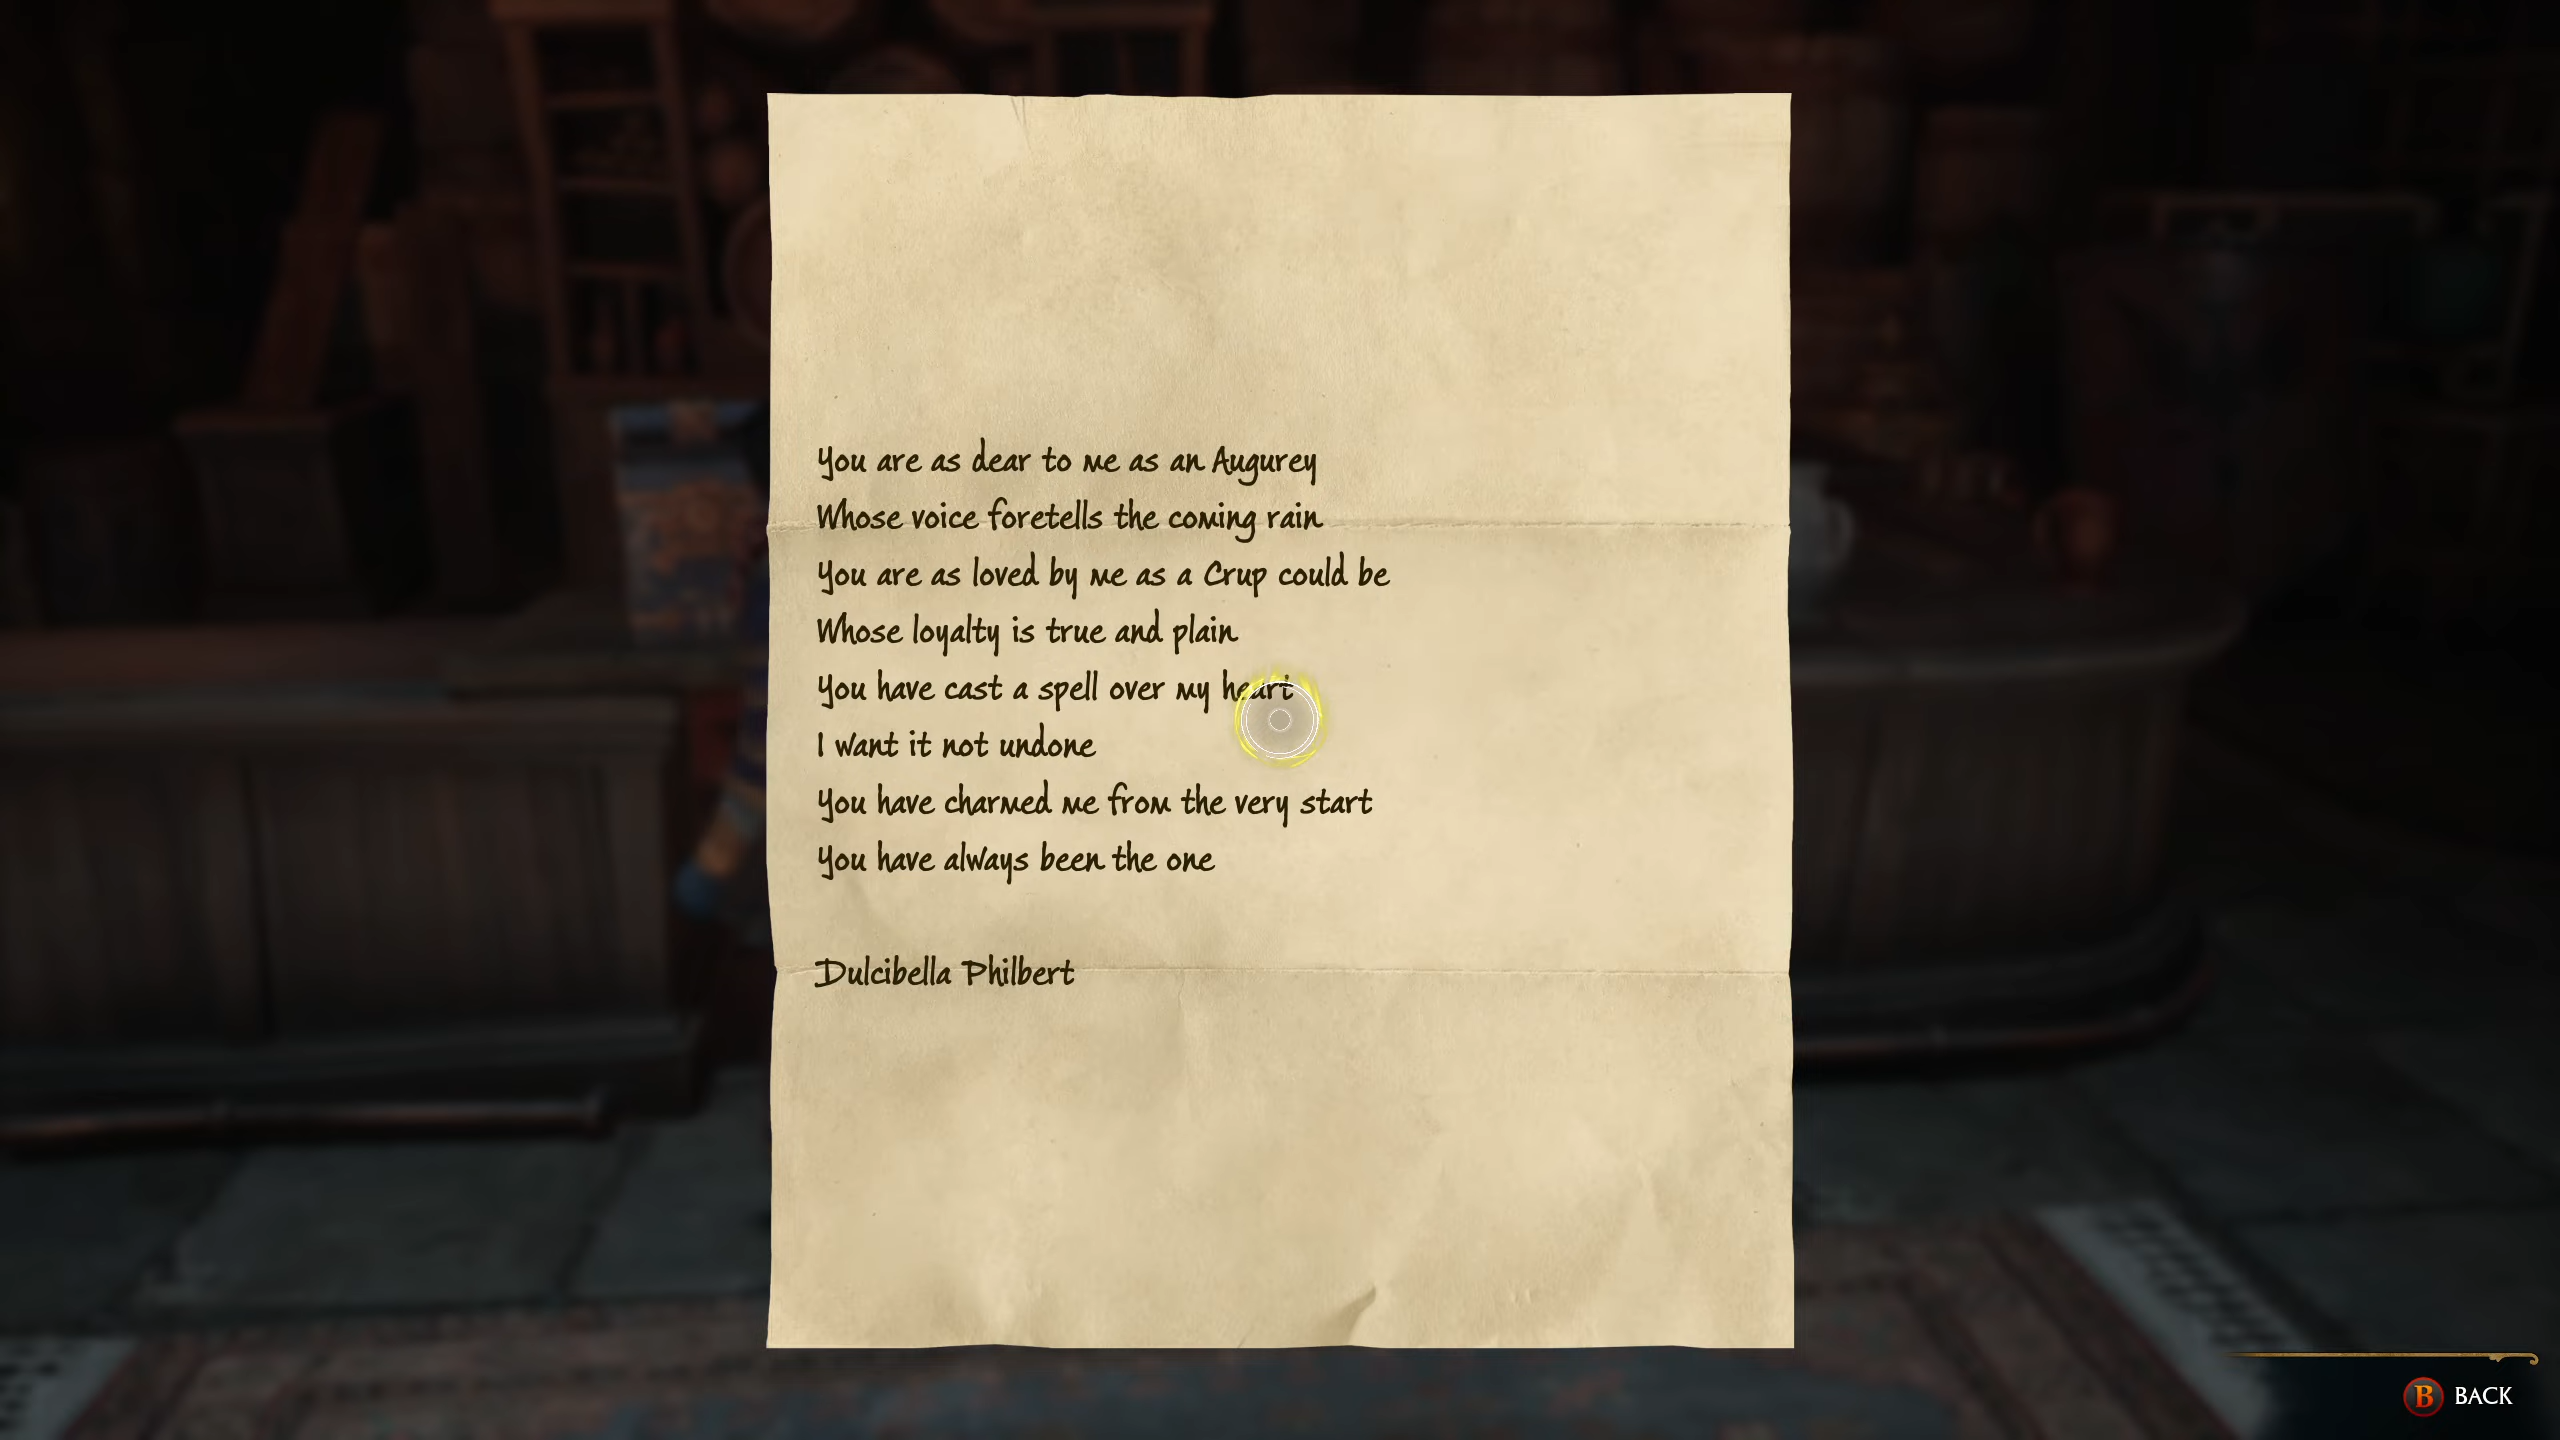 You are as dear to me as an Augurey
Whose voice foretells the coming rain
You are as loved by me as a Crup could be
Whose loyalty is true and plain
You have cast a spell over my heart
I want it not undone
You have charmed me from the very start
You have always been the one
Dulcibella Philbert
B BACK